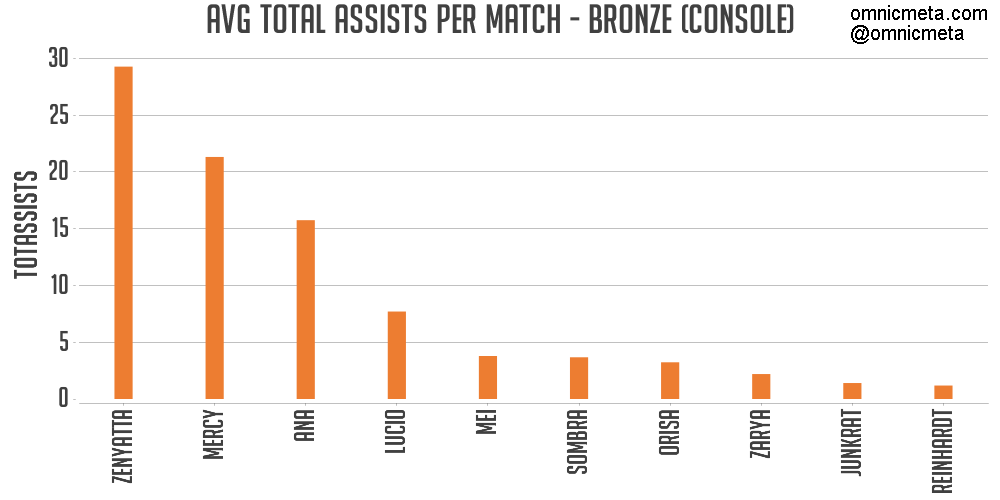 AVG TOTAL ASSISTS PER MATCH - BRONZE (CONSOLE)
omnicmeta.com
@omnicmeta
TOTASSISTS
30
25
20
15
10
5
0
ZENYATTA
MERCY
ANA
LUCIO
MEI
SOMBRA
ORISA
ZARYA
JUNKRAT
REINHARDT